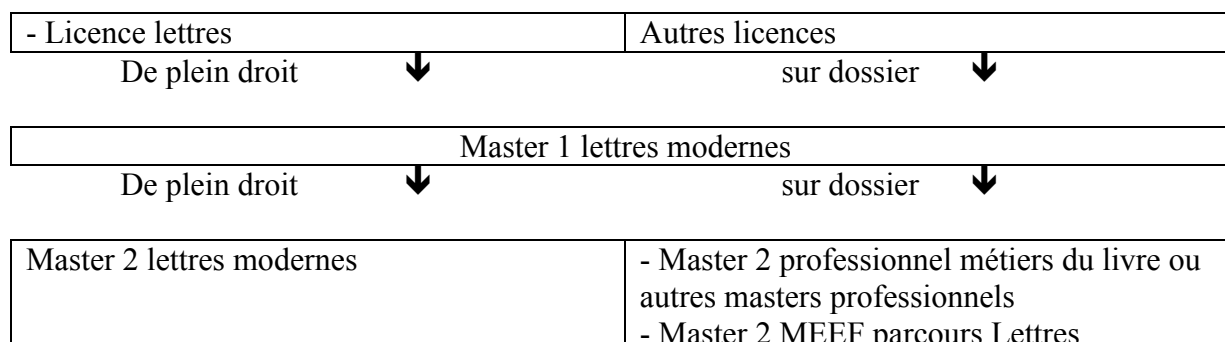 - Licence lettres Autres licences
De plein droit 🡻 sur dossier 🡻
Master 1 lettres modernes
De plein droit 🡻 sur dossier 🡻
Master 2 lettres modernes - Master 2 professionnel métiers du livre ou
autres masters professionnels
- Master 2 MEEF parcours Lettres